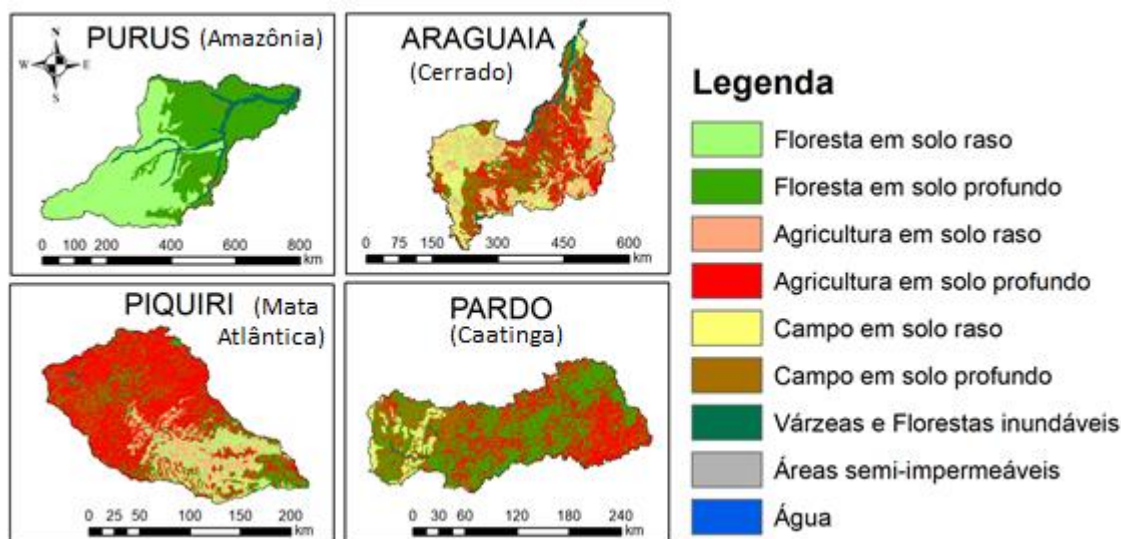 PURUS (Amazônia)
N
W E
S
0 100 200 400 600 800
km
ARAGUAIA
(Cerrado)
0 75 150 300 450 600
km
PIQUIRI (Mata
Atlântica)
0 25 50 100 150 200
km
PARDO
(Caatinga)
0 30 60 120 180 240
km
Legenda
Floresta em solo raso
Floresta em solo profundo
Agricultura em solo raso
Agricultura em solo profundo
Campo em solo raso
Campo em solo profundo
Várzeas e Florestas inundáveis
Áreas semi-impermeáveis
Água